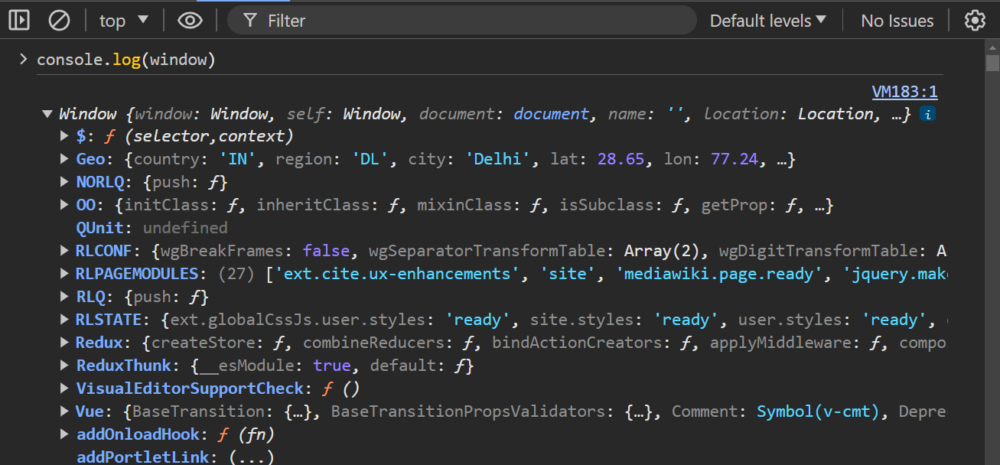 top Filter Default levels No Issues
console.log(window)
VM183:1
Window {window: Window, self: Window, document: document, name: '', location: Location, …}
$: ƒ (selector,context)
Geo: {country: 'IN', region: 'DL', city: 'Delhi', lat: 28.65, lon: 77.24, …}
NORLQ: {push: ƒ}
OO: {initClass: ƒ, inheritClass: ƒ, mixinClass: ƒ, isSubclass: ƒ, getProp: ƒ, …}
QUnit: undefined
RLCONF: {wgBreakFrames: false, wgSeparatorTransformTable: Array(2), wgDigitTransformTable: A
RLPAGEMODULES: (27) ['ext.cite.ux-enhancements', 'site', 'mediawiki.page.ready', 'jquery.mak
RLQ: {push: ƒ}
RLSTATE: {ext.globalCssJs.user.styles: 'ready', site.styles: 'ready', user.styles: 'ready',
Redux: {createStore: ƒ, combineReducers: ƒ, bindActionCreators: ƒ, applyMiddleware: ƒ, compo
ReduxThunk: {__esModule: true, default: ƒ}
VisualEditorSupportCheck: ƒ ()
Vue: {BaseTransition: {…}, BaseTransitionPropsValidators: {…}, Comment: Symbol(v-cmt), Depre
addOnloadHook: ƒ (fn)
addPortletLink: (...)